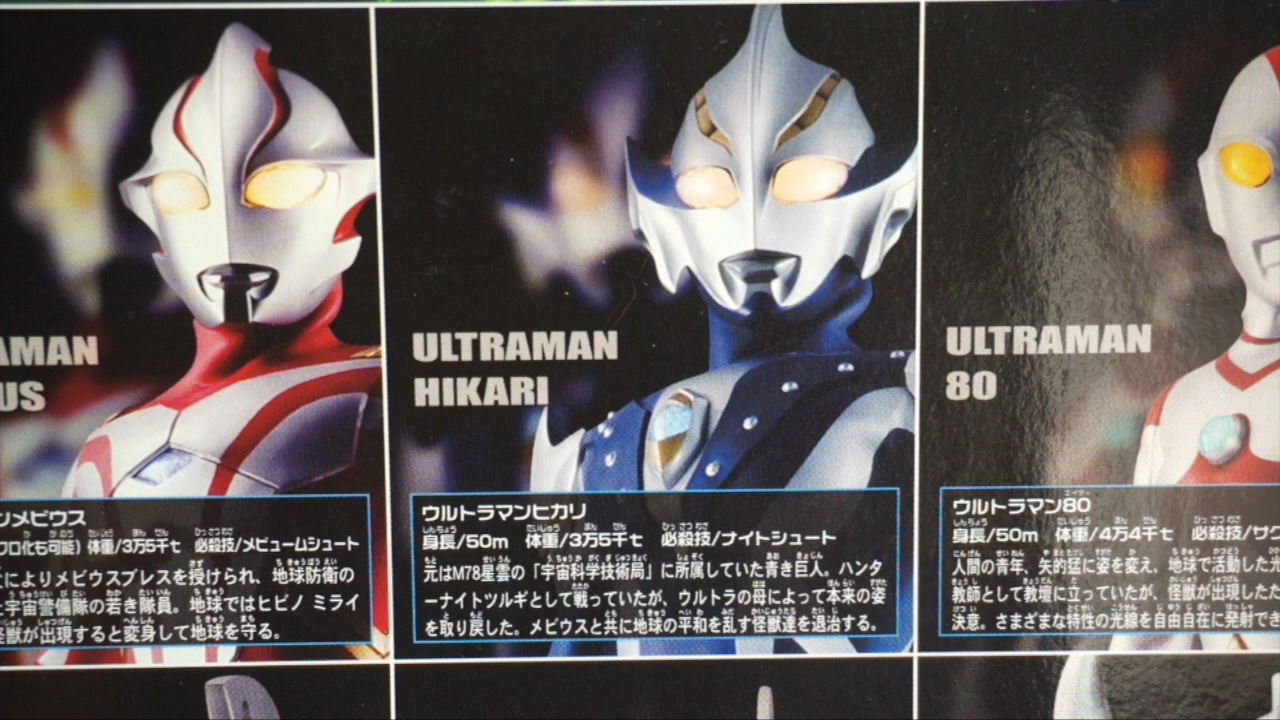 AMAN
US
ンメビウス
プロ化も可能) 体重/3万5千t 必殺技/メビュームシュート
によりメビウスブレスを授けられ、地球防衛の
宇宙警備隊の若き隊員。地球ではヒビノ ミライ
怪獣が出現すると変身して地球を守る。
ULTRAMAN
HIKARI
ウルトラマンヒカリ
身長/50m 体重/3万5千t 必殺技/ナイトシュート
元はM78星雲の「宇宙科学技術局」に所属していた青き巨人。ハンタ
ーナイトツルギとして戦っていたが、ウルトラの母によって本来の姿
を取り戻した。メビウスと共に地球の平和を乱す怪獣達を退治する。
ULTRAMAN
80
ウルトラマン80
身長/50m 体重/4万4千t 必殺技/サク
人間の青年、矢的猛に姿を変え、地球で活動した光
教師として教壇に立っていたが、怪獣が出現した
決意。さまざまな特性の光線を自由自在に発射でき